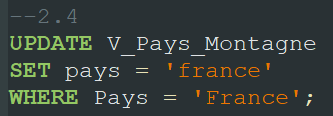 --2.4
UPDATE V_Pays_Montagne
SET pays = 'france'
WHERE Pays = 'France';